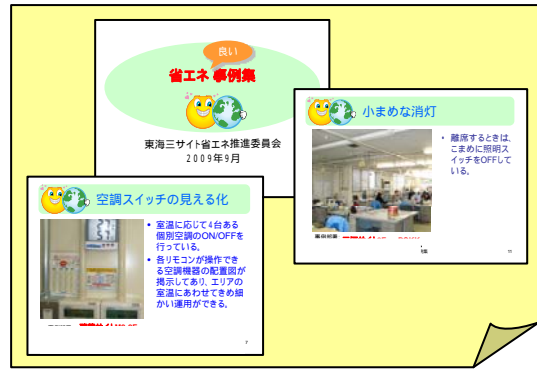 良い
省エネ 事例集
東海三サイト省エネ推進委員会
2009年9月
小まめな消灯
• 離席するときは、
こまめに照明ス
イッチをOFFして
いる。
空調スイッチの見える化
• 室温に応じて4台ある
個別空調のON/OFFを
行っている。
• 各リモコンが操作でき
る空調機器の配置図が
掲示してあり、エリアの
室温にあわせてきめ細
かい運用ができる。
7